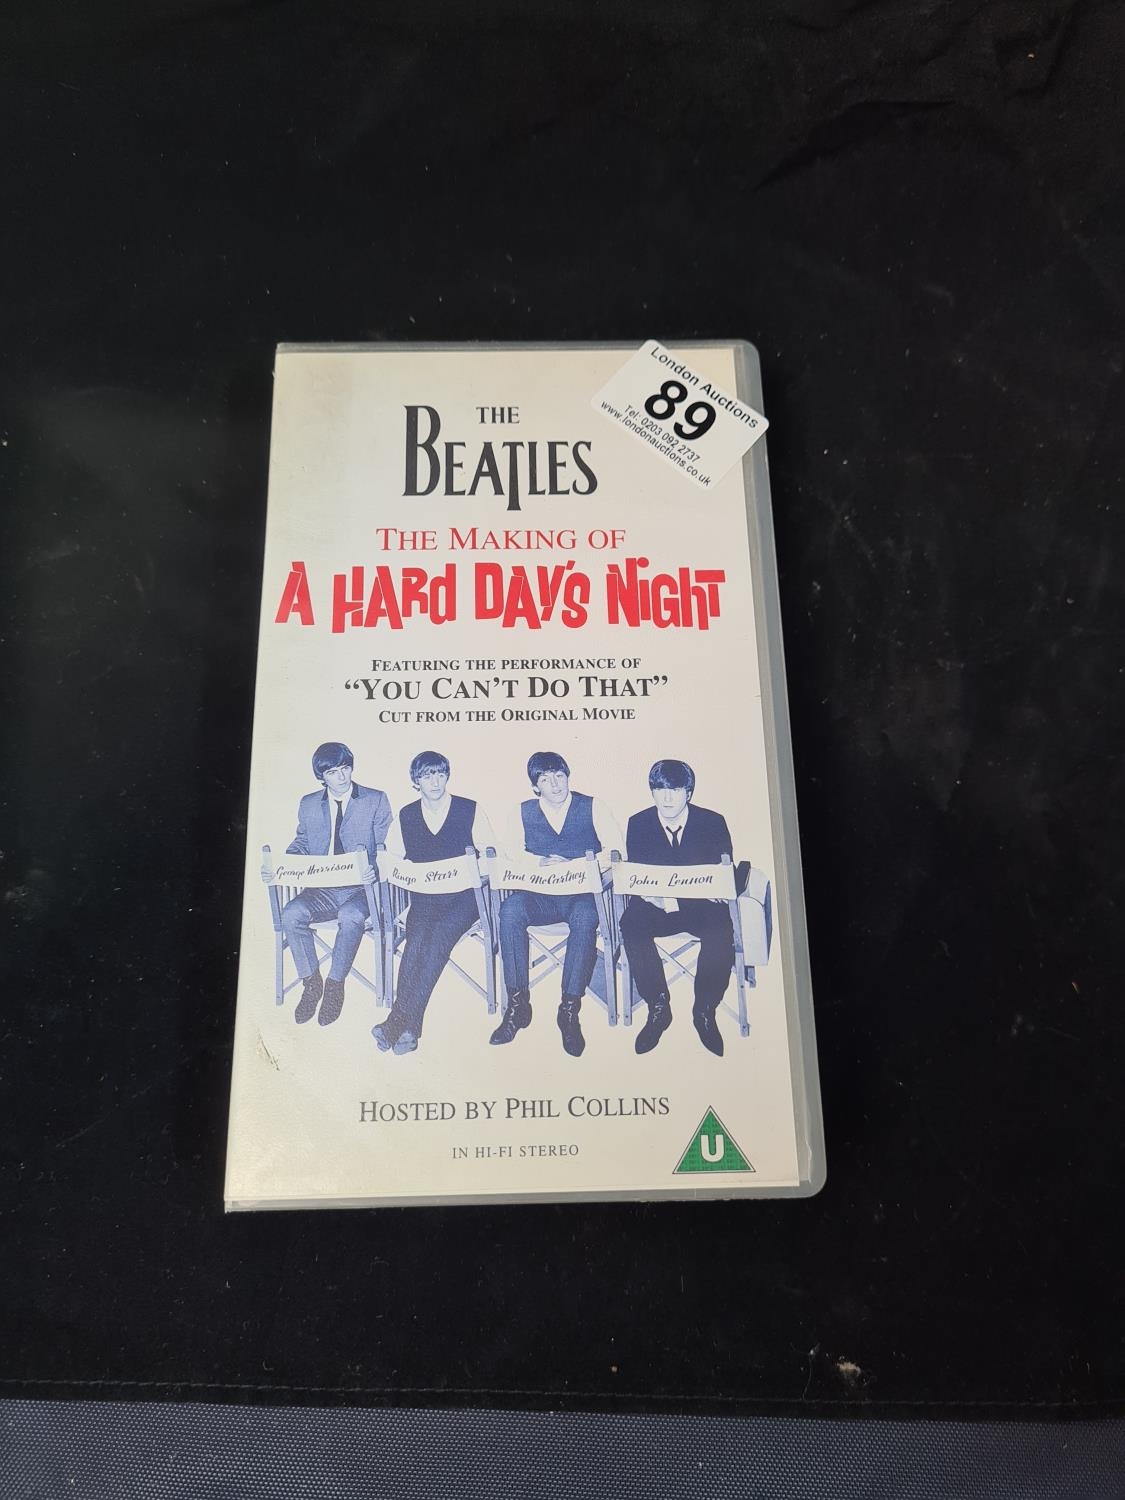 London Auctions
89
Tel: 0203 092 2737
www.londonauctions.co.uk
THE
BEATLES
THE MAKING OF
A HARD DAY'S NIGHT
FEATURING THE PERFORMANCE OF
“YOU CAN'T DO THAT”
CUT FROM THE ORIGINAL MOVIE
George Harrison Ringo Starr Paul McCartney John Lennon
HOSTED BY PHIL COLLINS
IN HI-FI STEREO
U